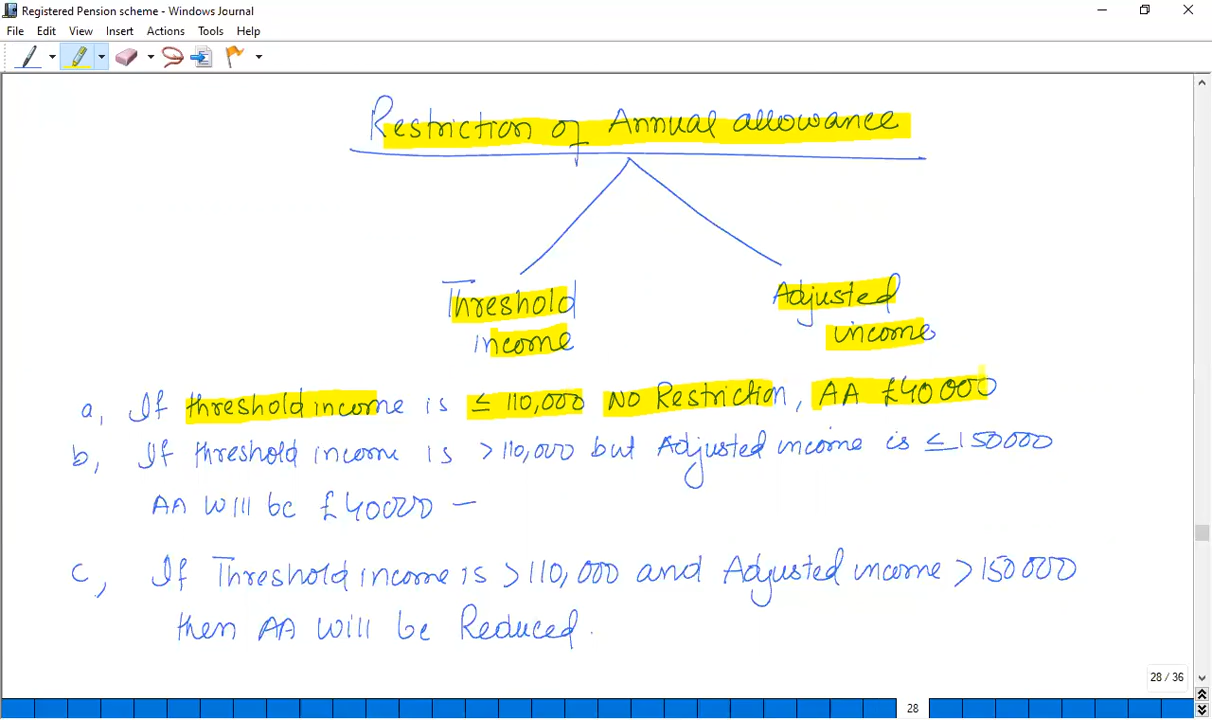 Registered Pension scheme - Windows Journal
File Edit View Insert Actions Tools Help
Restriction of Annual allowance
Threshold income
Adjusted income
a, If threshold income is ≤ 110,000 No Restriction, AA £40000
b, If threshold income is >110,000 but Adjusted income is ≤150000
AA will be £40000 —
c, If Threshold income is >110,000 and Adjusted income >150000
then AA will be Reduced.
28 / 36
28